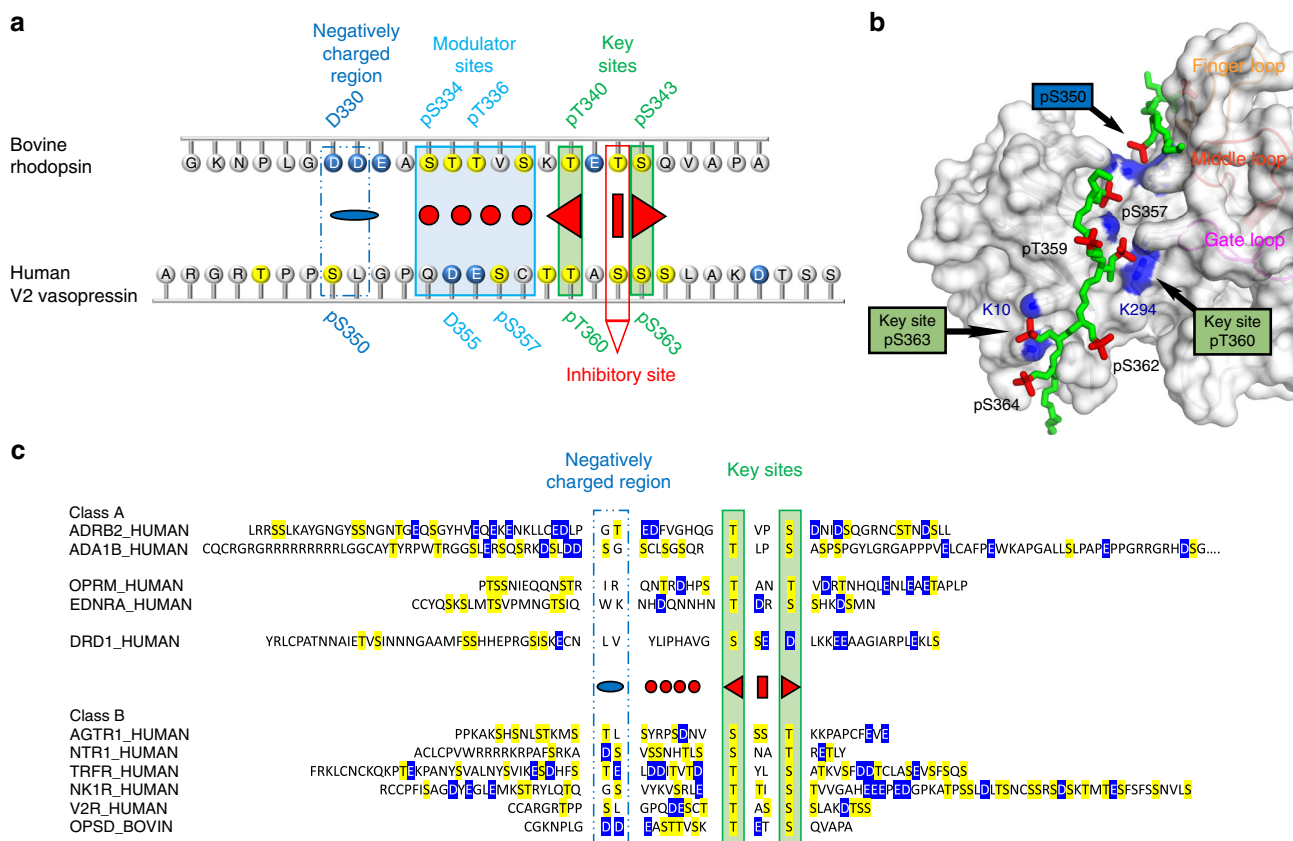 a
Negatively
charged
region
Modulator
sites
Key
sites
D330
pS334
pT336
pT340
pS343
Bovine
rhodopsin
G K N P L G D D E A S T T V S K T E T S Q V A P A
Human
V2 vasopressin
A R G R T P P S L G P Q D E S C T T A S S S L A K D T S S
pS350
D355
pS357
pT360
pS363
Inhibitory site
b
Finger loop
pS350
Middle loop
pS357
pT359
Gate loop
K10
K294
Key site
pS363
Key site
pT360
pS362
pS364
c
Negatively
charged region
Key sites
Class A
ADRB2_HUMAN LRRSSLKAYGNGYSSNGNTGEQSGYHVEQEKENKLLCEDLP GT EDFVGHQG T VP S DNIDSQGRNCSTNDSLL
ADA1B_HUMAN CQCRGRGRRRRRRRRRLGGCAYTYRPWTRGGSLERSQSRKDSLDD SG SCLSGSQR T LP S ASPSPGYLGRGAPPPVELCAFPEWKAPGALLSLPAPEPPGRRGRHDSG....
OPRM_HUMAN PTSSNIEQQNSTR IR QNTRDHPS T AN T VDRTNHQLENLEAETAPLP
EDNRA_HUMAN CCYQSKSLMTSVPMNGTSIQ WK NHDQNNHN T DR S SHKDSMN
DRD1_HUMAN YRLCPATNNAIETVSINNNGAAMFSSHHEPRGSISKECN LV YLIPHAVG S SE D LKKEEAAGIARPLEKLS
Class B
AGTR1_HUMAN PPKAKSHSNLSTKMS TL SYRPSDNV S SS T KKPAPCFEVE
NTR1_HUMAN ACLCPVWRRRRKRPAFSRKA DS VSSNHTLS S NA T RETLY
TRFR_HUMAN FRKLCNCKQKPTEKPANYSVALNYSVIKESDHFS TE LDDITVTD T YL S ATKVSFDDTCLASEVSFSQS
NK1R_HUMAN RCCPFISAGDYEGLEMKSTRYLQTQ GS VYKVSRLE T TI S TVVGAHEEEPEDGPKATPSSLDLTSNCSSRSDSKTMTESFSFSSNVLS
V2R_HUMAN CCARGRTPP SL GPQDESCT T AS S SLAKDTSS
OPSD_BOVIN CGKNPLG DD EASTTVSK T ET S QVAPA